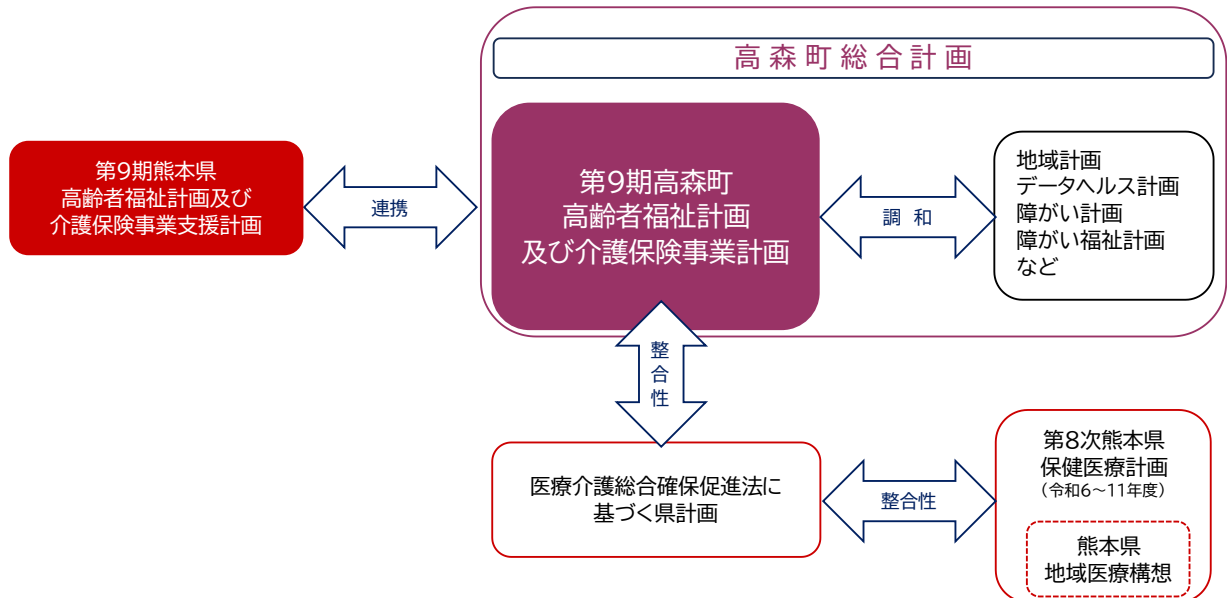 高森町総合計画
第9期熊本県
高齢者福祉計画及び
介護保険事業支援計画
連携
第9期高森町
高齢者福祉計画
及び介護保険事業計画
調 和
地域計画
データヘルス計画
障がい計画
障がい福祉計画
など
整合性
医療介護総合確保促進法に
基づく県計画
整合性
第8次熊本県
保健医療計画
（令和6～11年度）
熊本県
地域医療構想